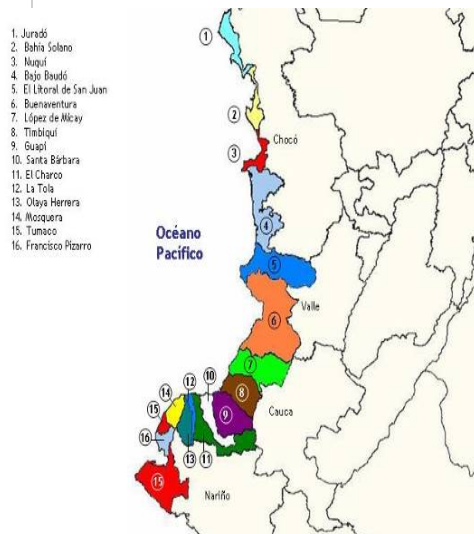 1. Juradó
2. Bahía Solano
3. Nuquí
4. Bajo Baudó
5. El Litoral de San Juan
6. Buenaventura
7. López de Micay
8. Timbiquí
9. Guapi
10. Santa Bárbara
11. El Charco
12. La Tola
13. Olaya Herrera
14. Mosquera
15. Tumaco
16. Francisco Pizarro
1
2
3
Chocó
4
Océano
Pacífico
5
Valle
6
7
12
10
14
8
15
Cauca
9
16
13
11
15
Nariño